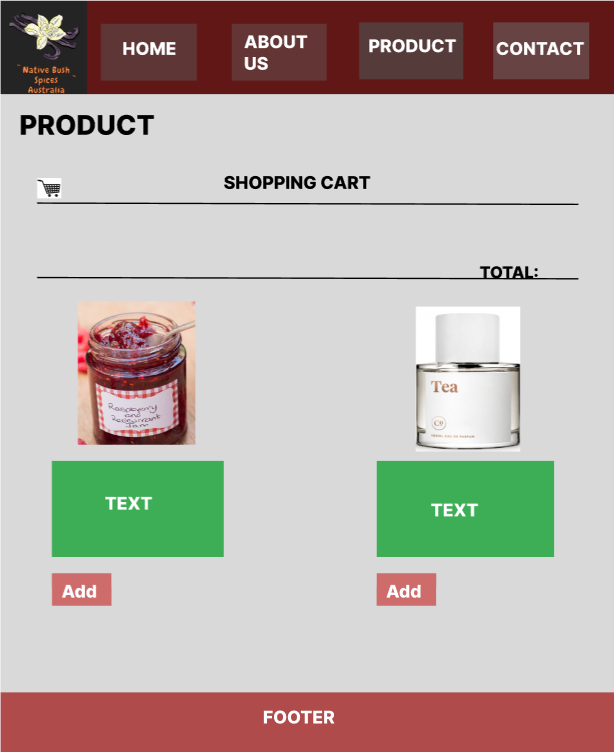 HOME
ABOUT
US
PRODUCT
CONTACT
Native Bush
Spices
Australia
PRODUCT
SHOPPING CART
TOTAL:
Raspberry
and
Redcurrant
Jam
Tea
Co
TEXT
TEXT
Add
Add
FOOTER